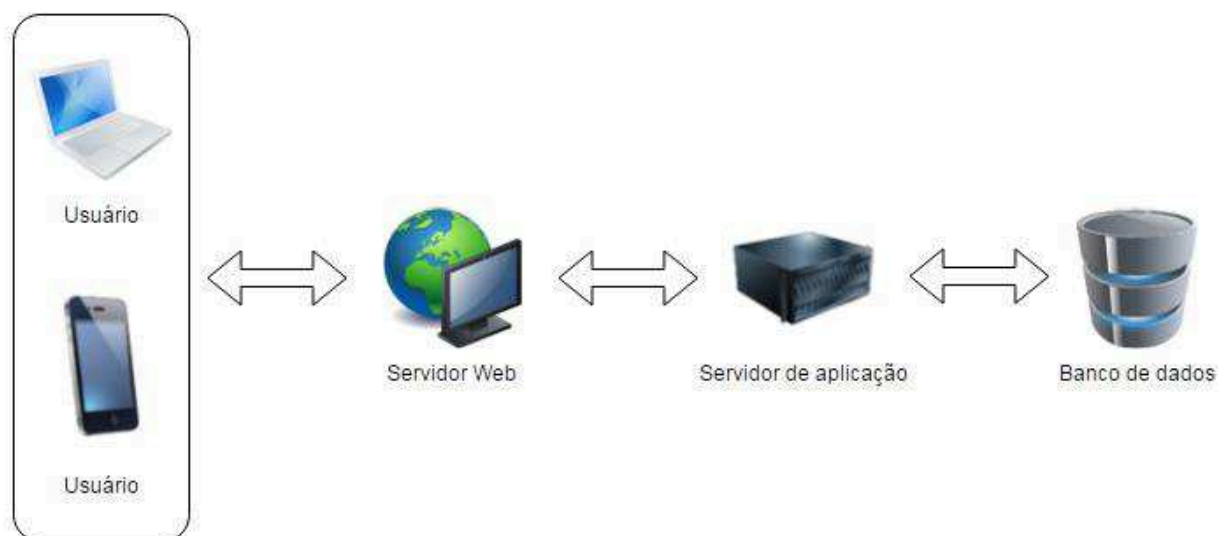 Usuário
Usuário
Servidor Web
Servidor de aplicação
Banco de dados